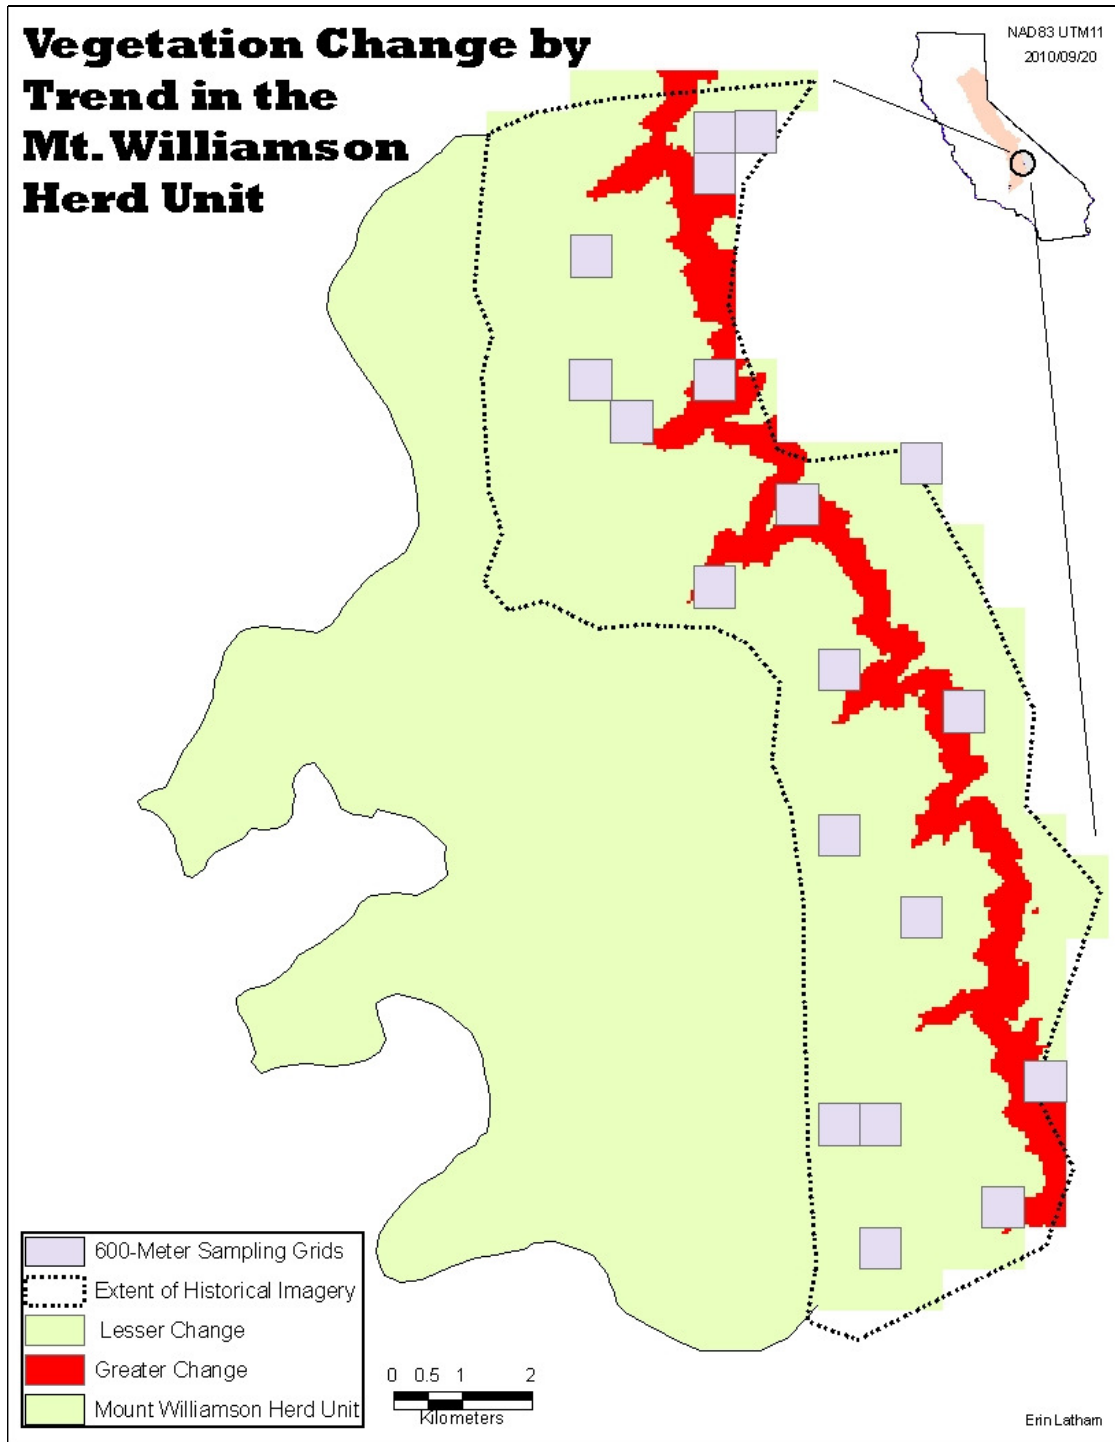 Vegetation Change by
Trend in the
Mt. Williamson
Herd Unit
NAD83 UTM11
2010/09/20
600-Meter Sampling Grids
Extent of Historical Imagery
Lesser Change
Greater Change
Mount Williamson Herd Unit
0 0.5 1 2
Kilometers
Erin Latham